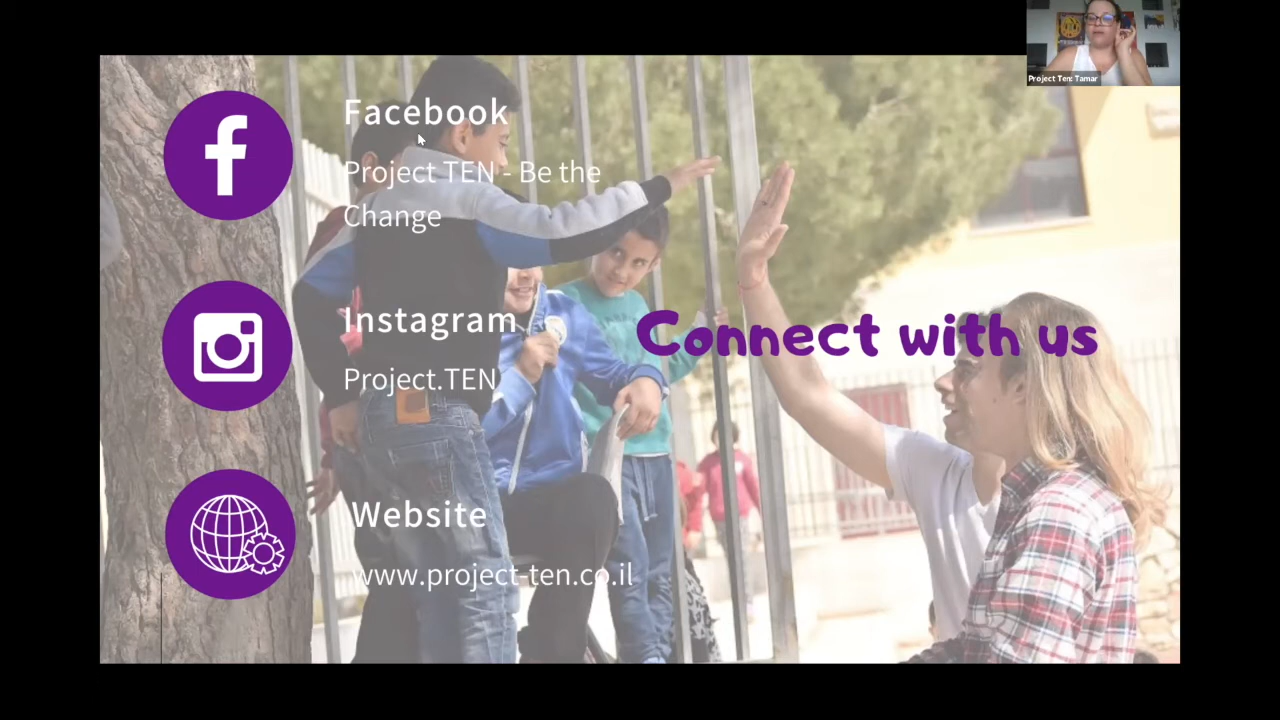 Project Ten: Tamar
Facebook
Project TEN - Be the
Change
Instagram
Project.TEN
Connect with us
Website
www.project-ten.co.il